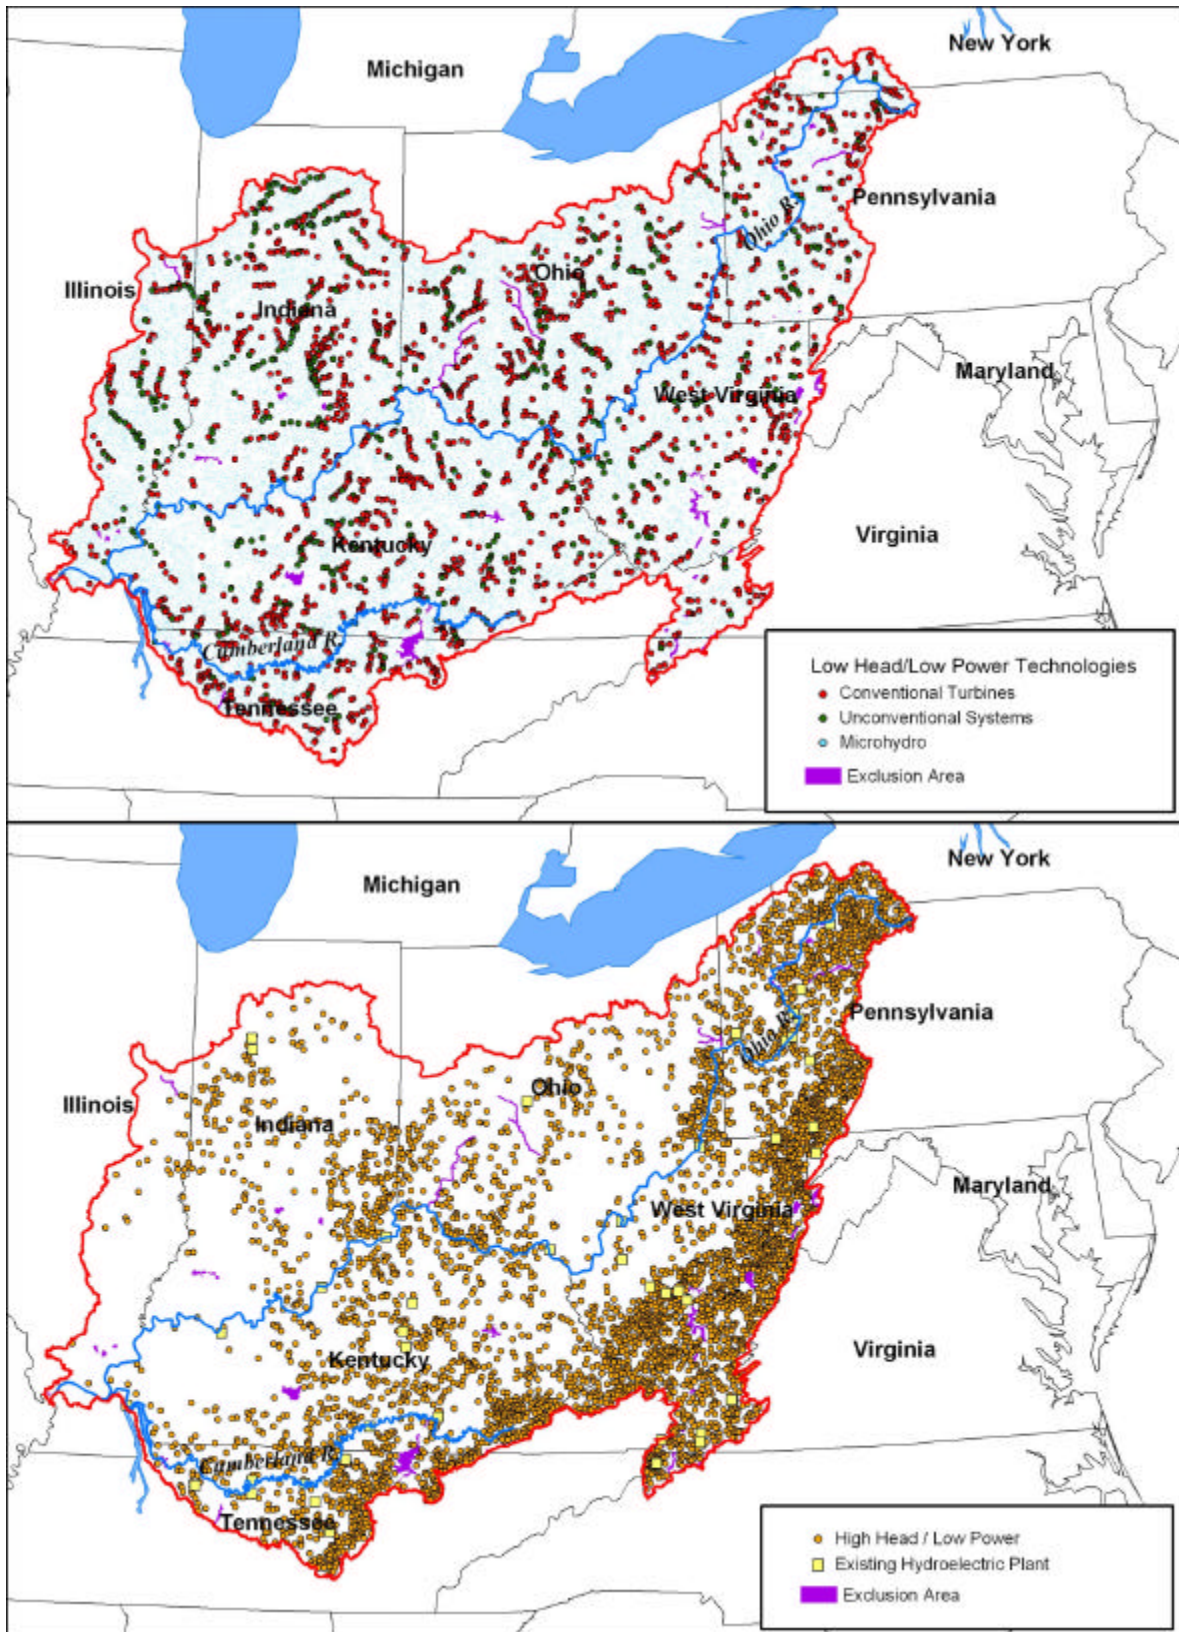 New York
Michigan
Pennsylvania
Ohio R.
Ohio
Illinois
Indiana
Maryland
West Virginia
Virginia
Kentucky
Cumberland R.
Tennessee
Low Head/Low Power Technologies
Conventional Turbines
Unconventional Systems
Microhydro
Exclusion Area
New York
Michigan
Pennsylvania
Ohio R.
Ohio
Illinois
Indiana
Maryland
West Virginia
Virginia
Kentucky
Cumberland R.
Tennessee
High Head / Low Power
Existing Hydroelectric Plant
Exclusion Area